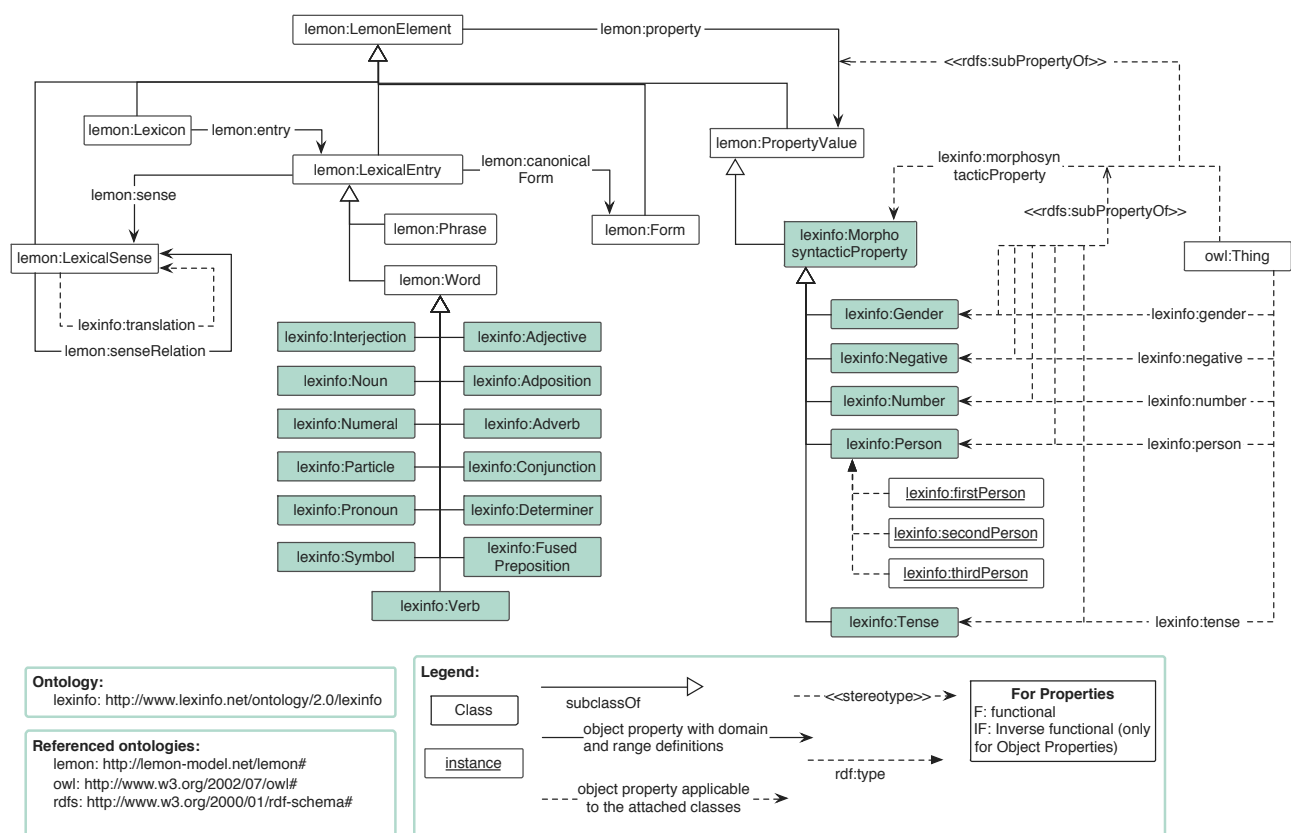 lemon:LemonElement
lemon:property
<<rdfs:subPropertyOf>>
lemon:Lexicon
lemon:entry
lemon:PropertyValue
lemon:LexicalEntry
lemon:canonical
Form
lexinfo:morphosyn
tacticProperty
lemon:sense
<<rdfs:subPropertyOf>>
lemon:Phrase
lemon:Form
lexinfo:Morpho
syntacticProperty
lemon:LexicalSense
owl:Thing
lemon:Word
lexinfo:translation
lemon:senseRelation
lexinfo:Gender
lexinfo:gender
lexinfo:Interjection
lexinfo:Adjective
lexinfo:Negative
lexinfo:negative
lexinfo:Noun
lexinfo:Adposition
lexinfo:Number
lexinfo:number
lexinfo:Numeral
lexinfo:Adverb
lexinfo:Person
lexinfo:person
lexinfo:Particle
lexinfo:Conjunction
lexinfo:firstPerson
lexinfo:Pronoun
lexinfo:Determiner
lexinfo:secondPerson
lexinfo:Symbol
lexinfo:Fused
Preposition
lexinfo:thirdPerson
lexinfo:Verb
lexinfo:Tense
lexinfo:tense
Ontology:
lexinfo: http://www.lexinfo.net/ontology/2.0/lexinfo
Referenced ontologies:
lemon: http://lemon-model.net/lemon#
owl: http://www.w3.org/2002/07/owl#
rdfs: http://www.w3.org/2000/01/rdf-schema#
Legend:
Class
subclassOf
<<stereotype>>
For Properties
F: functional
IF: Inverse functional (only
for Object Properties)
object property with domain
and range definitions
instance
rdf:type
object property applicable
to the attached classes